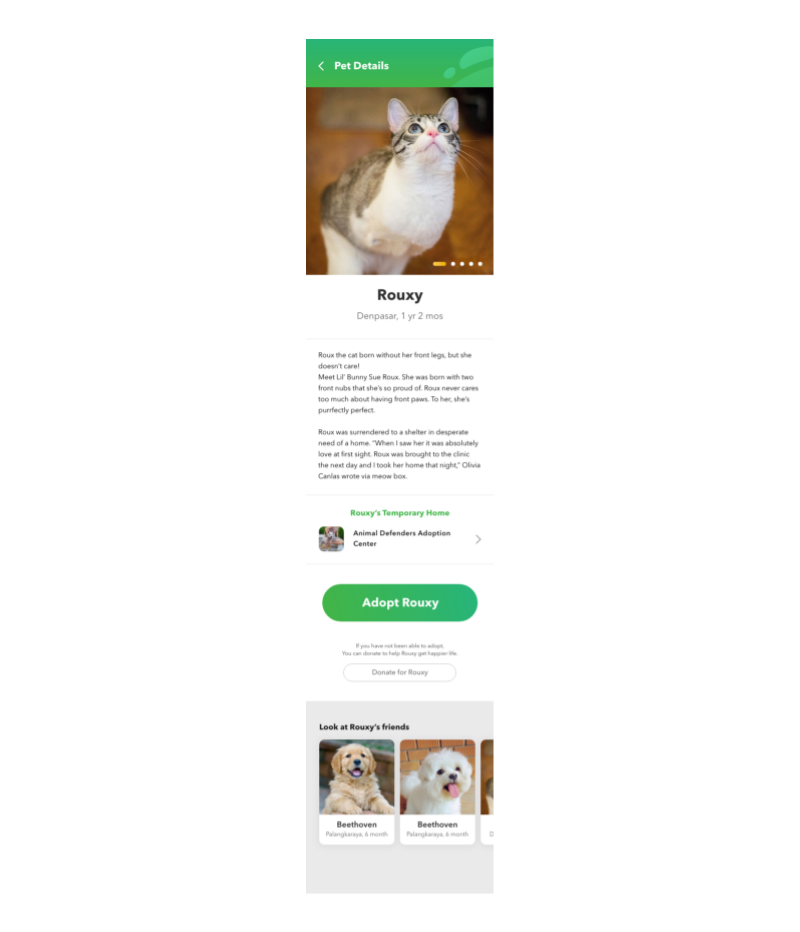 Pet Details
Rouxy
Denpasar, 1 yr 2 mos
Roux the cat born without her front legs, but she
doesn't care!
Meet Lil' Bunny Sue Roux. She was born with two
front nubs that she's so proud of. Roux never cares
too much about having front paws. To her, she's
purrfectly perfect.
Roux was surrendered to a shelter in desperate
need of a home. "When I saw her it was absolutely
love at first sight. Roux was brought to the clinic
the next day and I took her home that night," Olivia
Canlas wrote via meow box.
Rouxy's Temporary Home
Animal Defenders Adoption
Center
Adopt Rouxy
If you have not been able to adopt,
You can donate to help Rouxy get happier life.
Donate for Rouxy
Look at Rouxy's friends
Beethoven
Palangkaraya, 6 month
Beethoven
Palangkaraya, 6 month
D